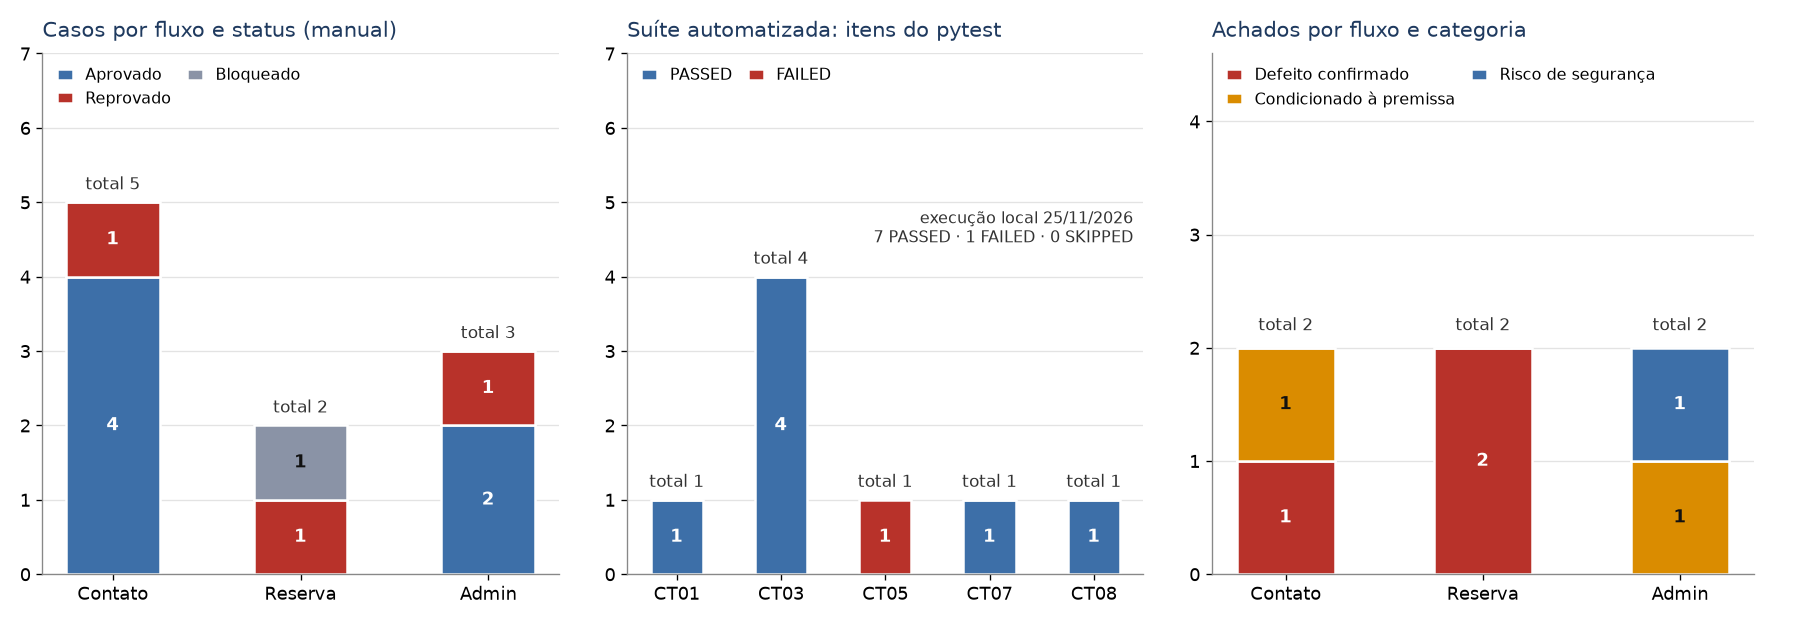 Casos por fluxo e status (manual)
7
6
5
4
3
2
1
0
Aprovado
Reprovado
Bloqueado
total 5
1
4
total 2
1
1
total 3
1
2
Contato
Reserva
Admin
Suíte automatizada: itens do pytest
7
6
5
4
3
2
1
0
PASSED
FAILED
execução local 25/11/2026
7 PASSED · 1 FAILED · 0 SKIPPED
total 1
1
total 4
4
total 1
1
total 1
1
total 1
1
CT01
CT03
CT05
CT07
CT08
Achados por fluxo e categoria
4
3
2
1
0
Defeito confirmado
Condicionado à premissa
Risco de segurança
total 2
1
1
total 2
2
total 2
1
1
Contato
Reserva
Admin